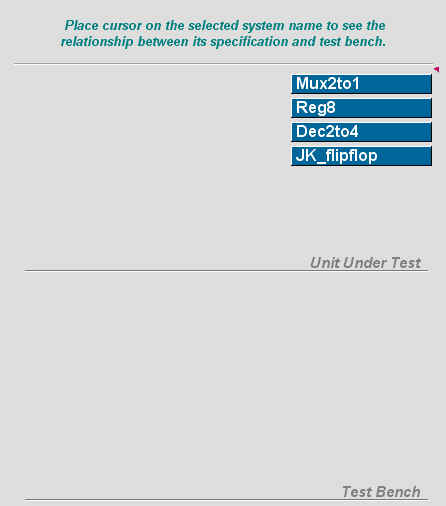 Place cursor on the selected system name to see the
relationship between its specification and test bench.
Mux2to1
Reg8
Dec2to4
JK_flipflop
Unit Under Test
Test Bench